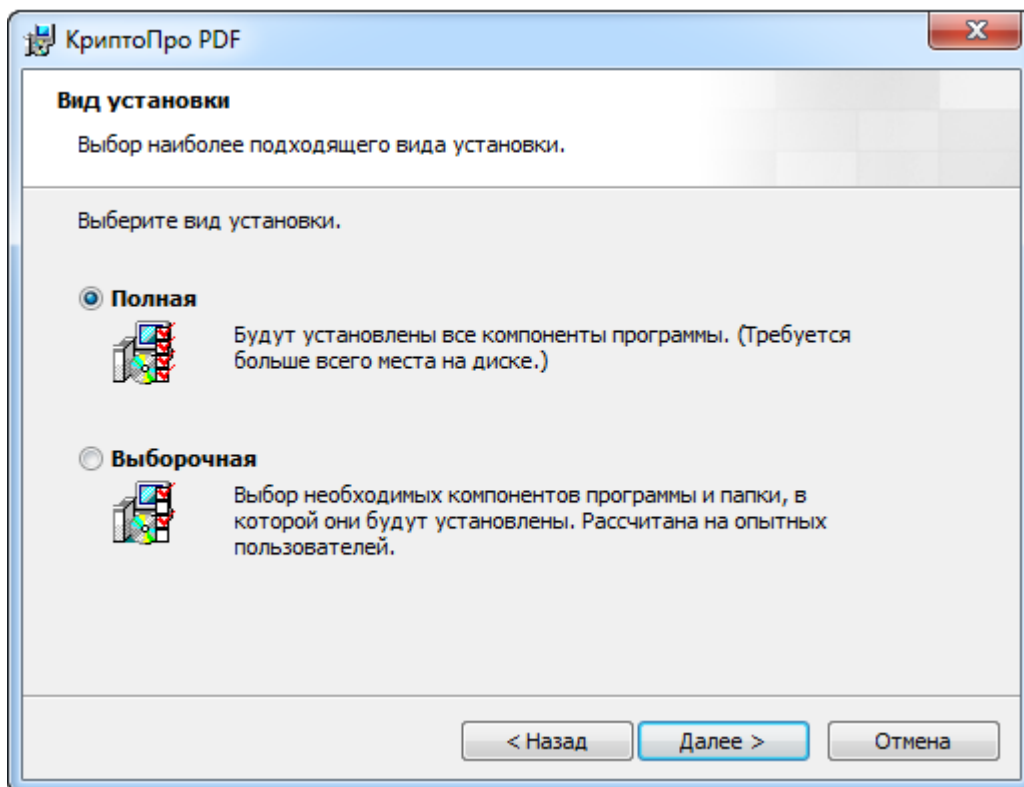 КриптоПро PDF
Вид установки
Выбор наиболее подходящего вида установки.
Выберите вид установки.
Полная
Будут установлены все компоненты программы. (Требуется
больше всего места на диске.)
Выборочная
Выбор необходимых компонентов программы и папки, в
которой они будут установлены. Рассчитана на опытных
пользователей.
< Назад
Далее >
Отмена